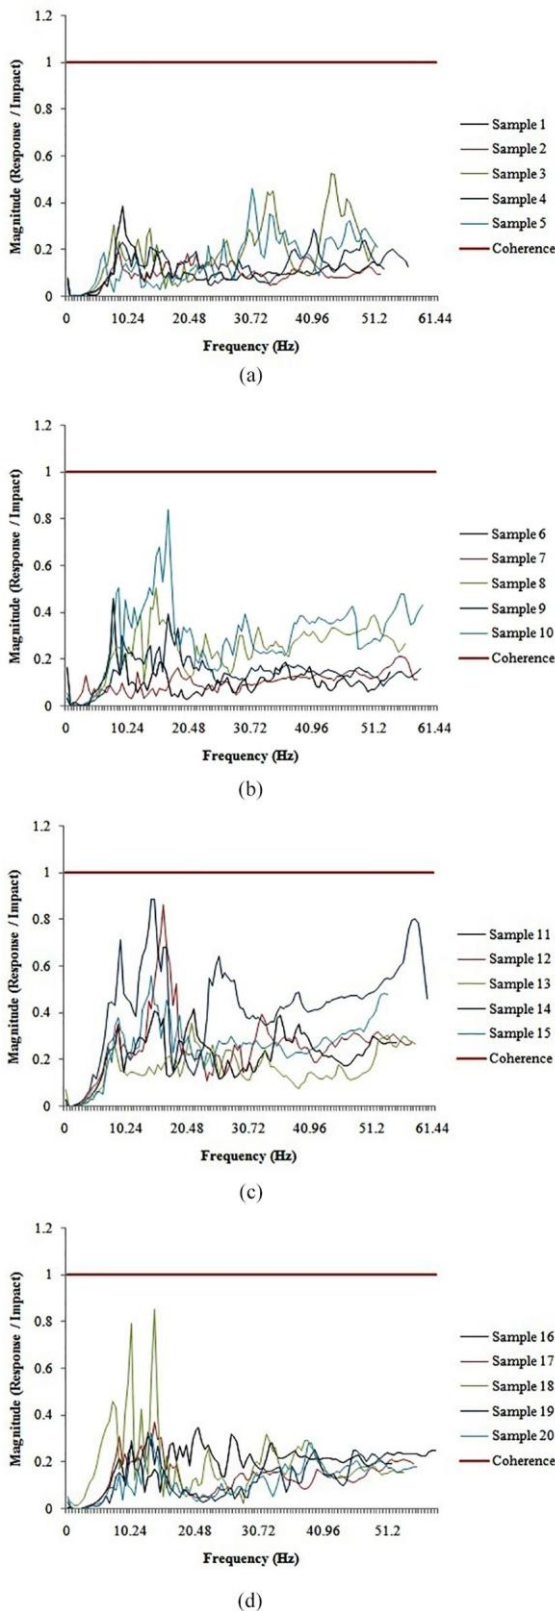 Magnitude (Response / Impact)
1.2
1
0.8
0.6
0.4
0.2
0
0 10.24 20.48 30.72 40.96 51.2 61.44
Frequency (Hz)
Sample 1
Sample 2
Sample 3
Sample 4
Sample 5
Coherence
(a)
Magnitude (Response / Impact)
1.2
1
0.8
0.6
0.4
0.2
0
0 10.24 20.48 30.72 40.96 51.2 61.44
Frequency (Hz)
Sample 6
Sample 7
Sample 8
Sample 9
Sample 10
Coherence
(b)
Magnitude (Response / Impact)
1.2
1
0.8
0.6
0.4
0.2
0
0 10.24 20.48 30.72 40.96 51.2 61.44
Frequency (Hz)
Sample 11
Sample 12
Sample 13
Sample 14
Sample 15
Coherence
(c)
Magnitude (Response / Impact)
1.2
1
0.8
0.6
0.4
0.2
0
0 10.24 20.48 30.72 40.96 51.2
Frequency (Hz)
Sample 16
Sample 17
Sample 18
Sample 19
Sample 20
Coherence
(d)